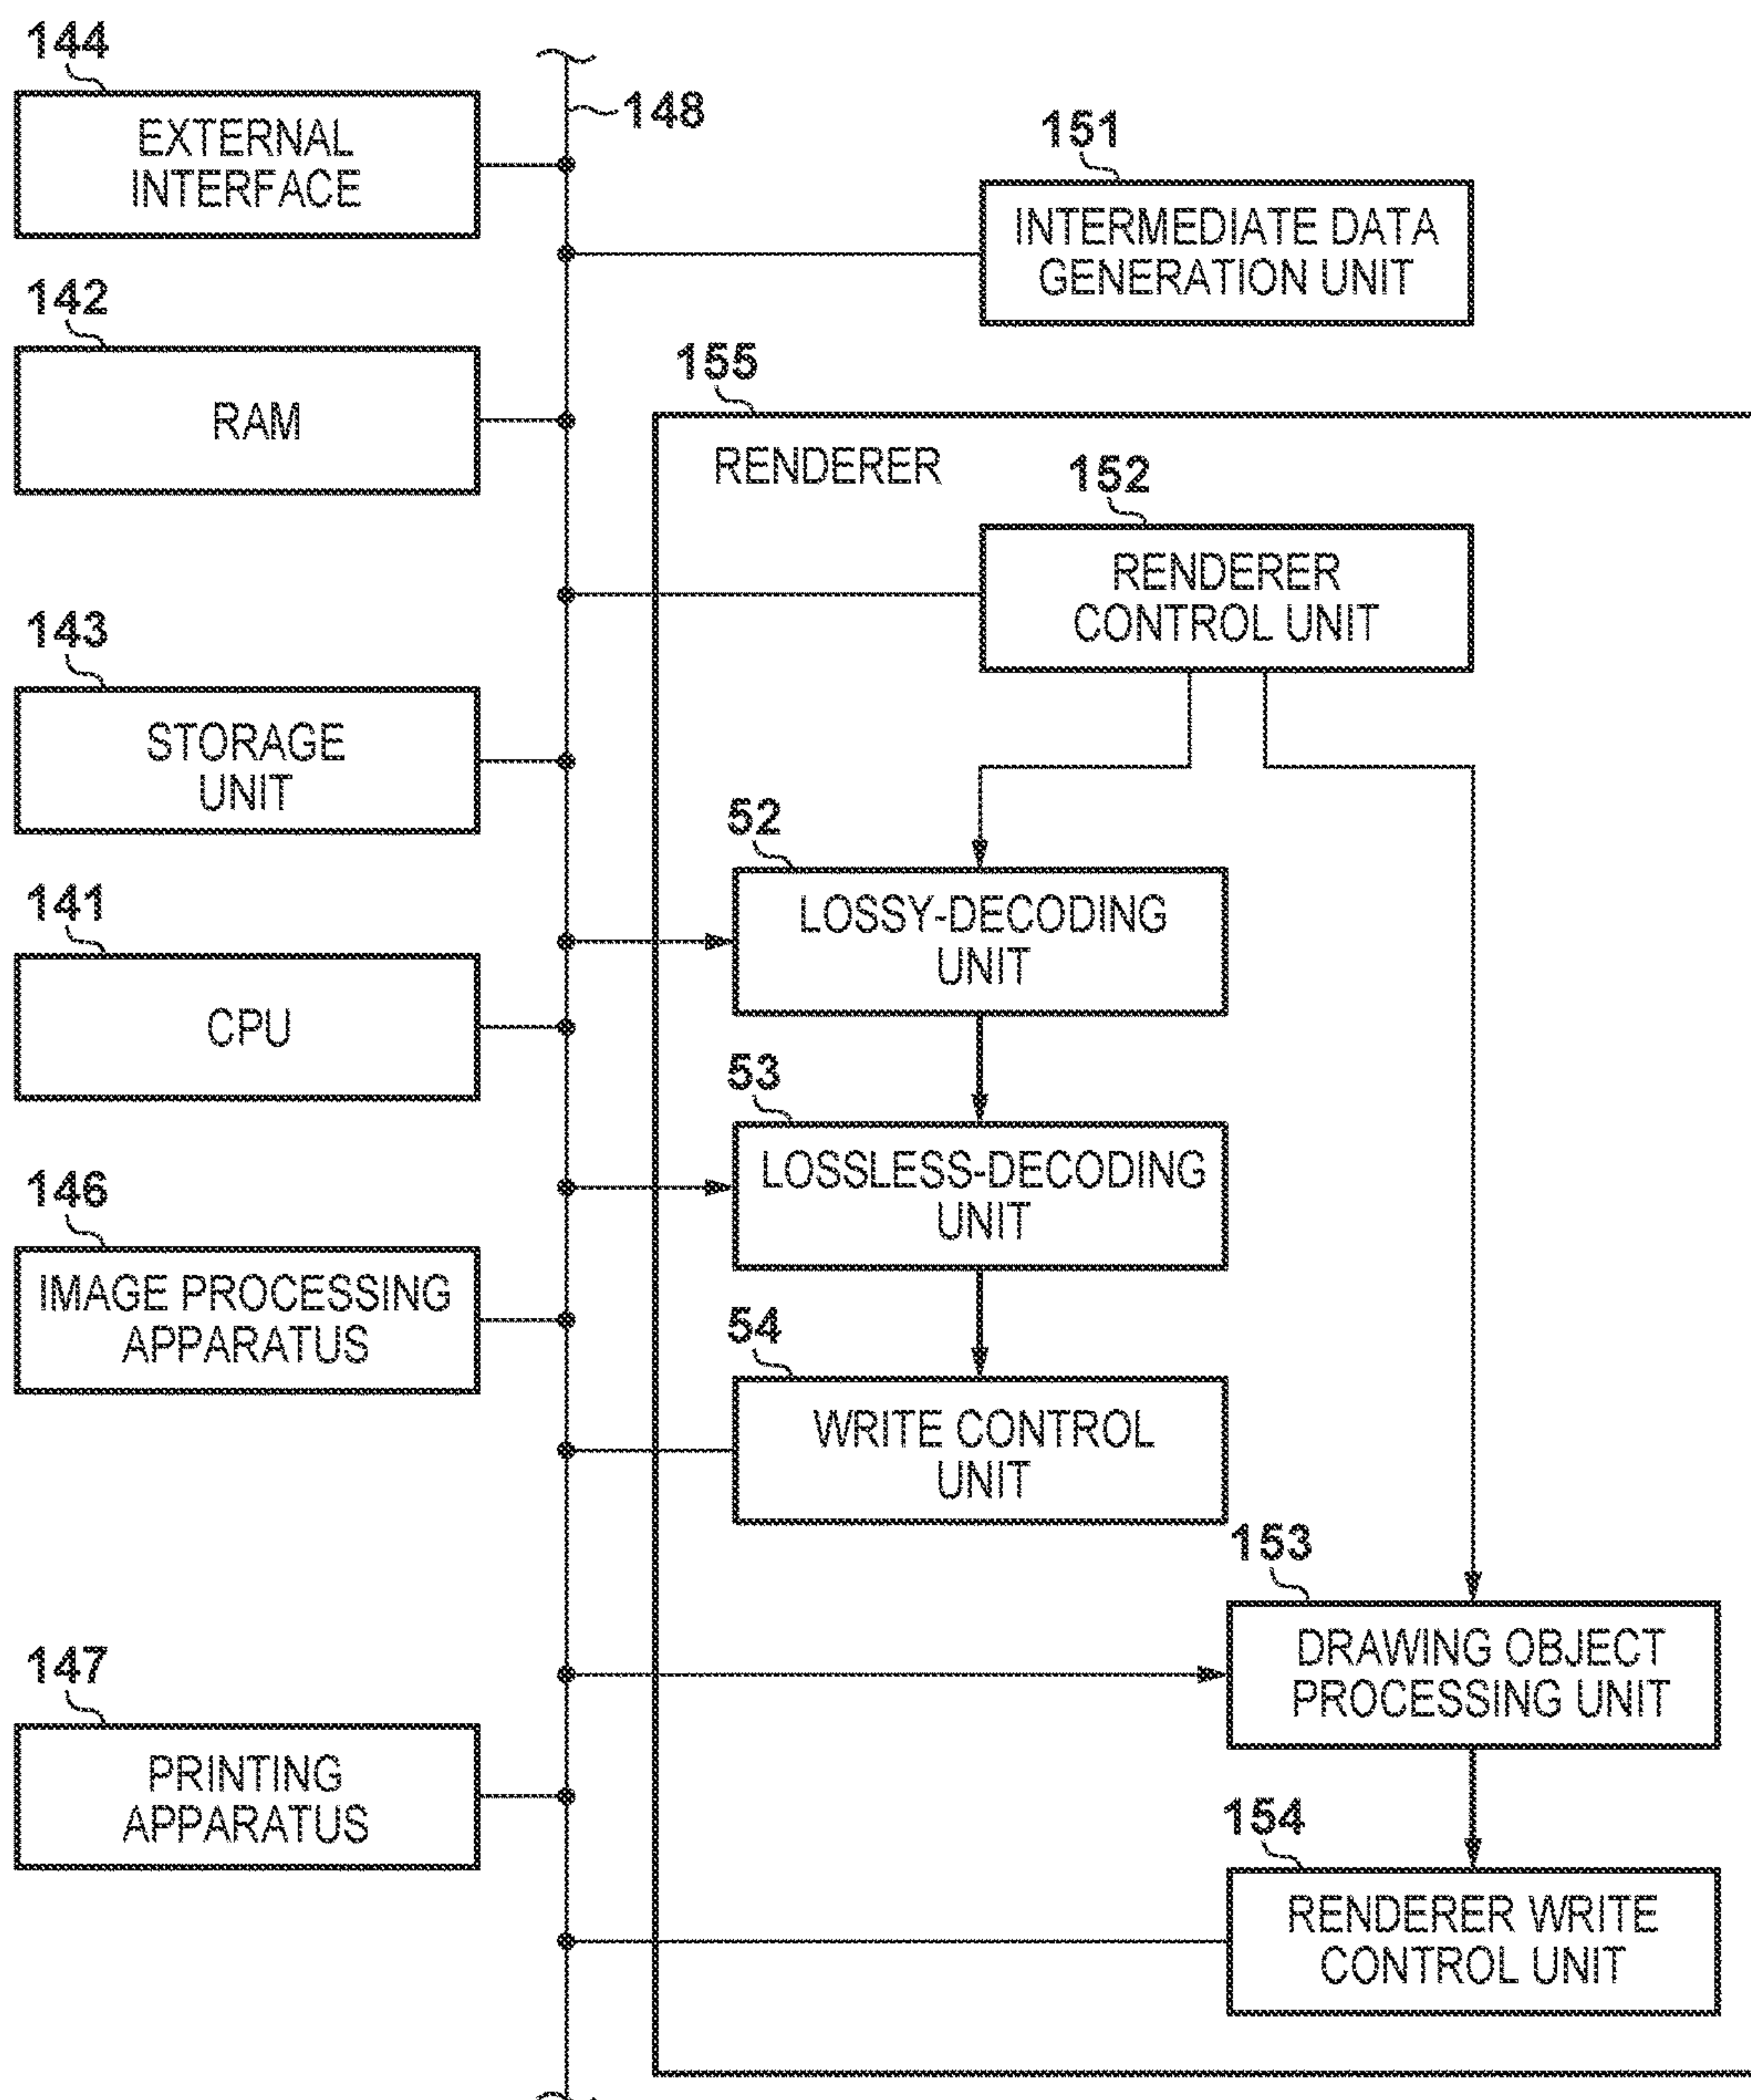 144
EXTERNAL
INTERFACE
148
151
INTERMEDIATE DATA
GENERATION UNIT
142
RAM
155
RENDERER
152
RENDERER
CONTROL UNIT
143
STORAGE
UNIT
52
LOSSY-DECODING
UNIT
141
CPU
53
LOSSLESS-DECODING
UNIT
146
IMAGE PROCESSING
APPARATUS
54
WRITE CONTROL
UNIT
153
DRAWING OBJECT
PROCESSING UNIT
147
PRINTING
APPARATUS
154
RENDERER WRITE
CONTROL UNIT